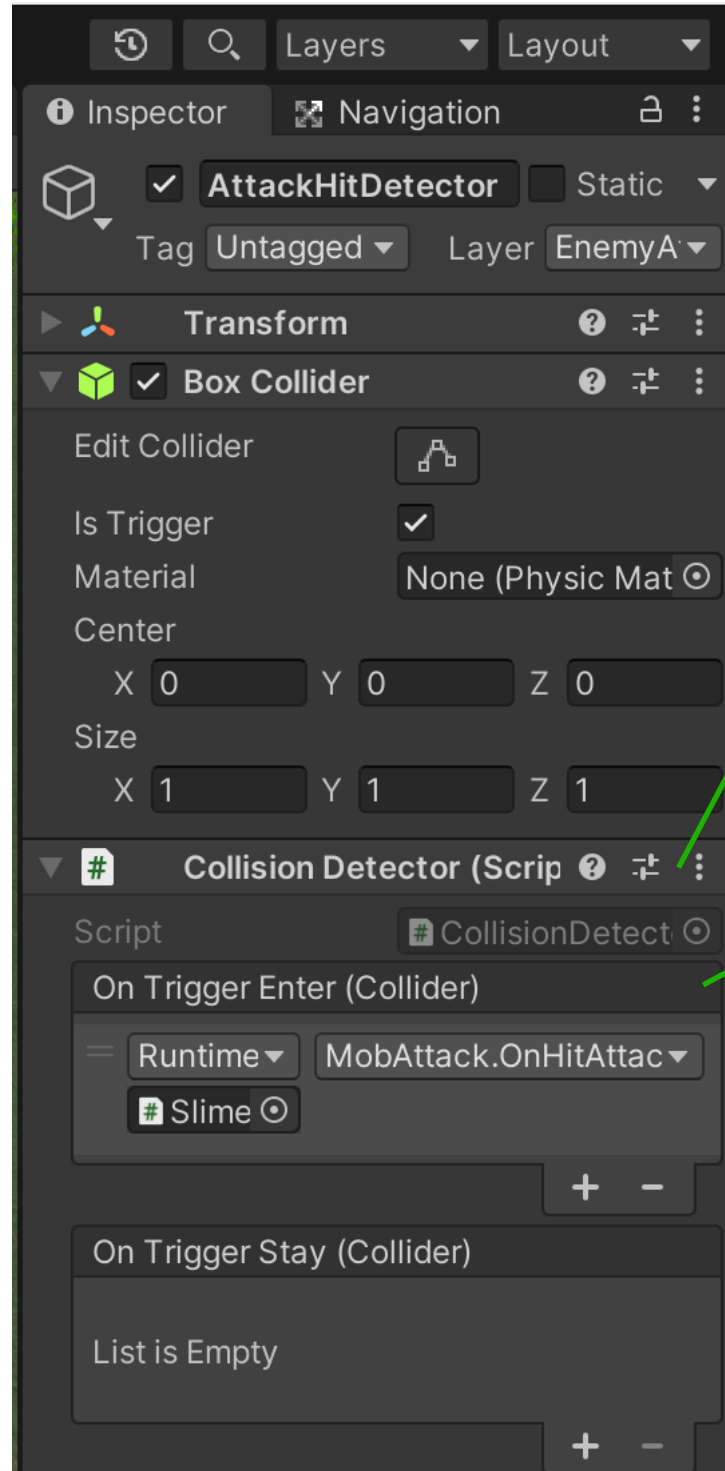 Layers Layout
Inspector Navigation
AttackHitDetector Static
Tag Untagged Layer EnemyA
Transform
Box Collider
Edit Collider
Is Trigger
Material None (Physic Mat
Center
X 0 Y 0 Z 0
Size
X 1 Y 1 Z 1
# Collision Detector (Scrip
Script # CollisionDetect
On Trigger Enter (Collider)
Runtime MobAttack.OnHitAttac
# Slime
+ −
On Trigger Stay (Collider)
List is Empty
+ −